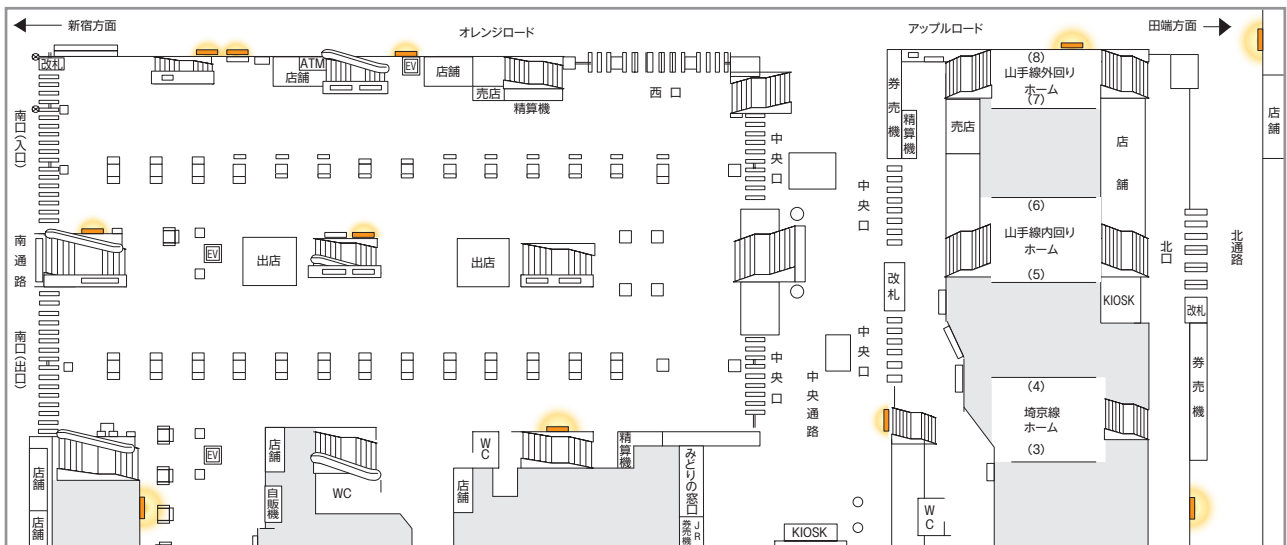 新宿方面
オレンジロード
アップルロード
田端方面
改札
ATM
店舗
EV
店舗
売店
精算機
西口
南口(入口)
中央口
中央口
券売機
精算機
売店
(8)
山手線外回り
ホーム
(7)
店舗
店舗
南通路
EV
出店
出店
(6)
山手線内回り
ホーム
(5)
北口
北通路
改札
KIOSK
改札
南口(出口)
中央口
中央通路
中央口
(4)
埼京線
ホーム
(3)
券売機
店舗
店舗
EV
店舗
自販機
WC
WC
店舗
精算機
みどりの窓口
JR
券売機
KIOSK
WC